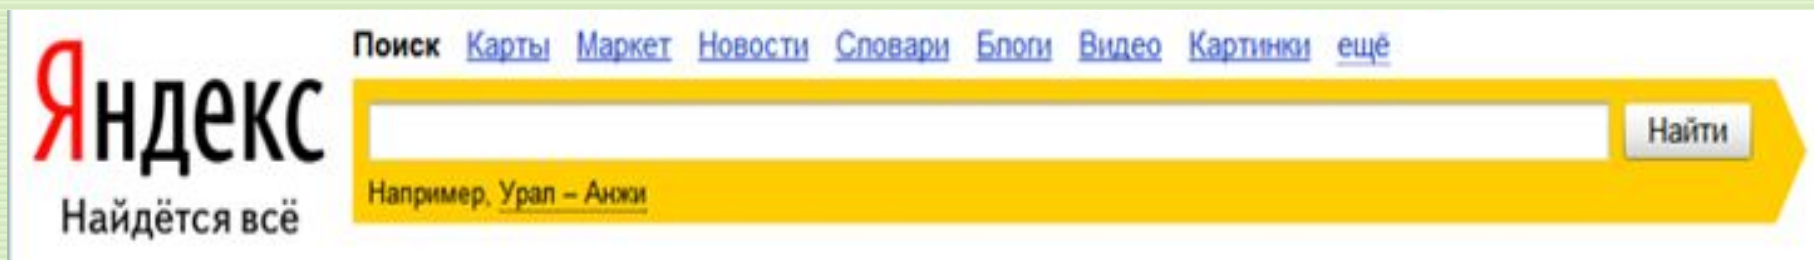 Поиск Карты Маркет Новости Словари Блоги Видео Картинки ещё
Яндекс
Найти
Например, Урал – Анжи
Найдётся всё